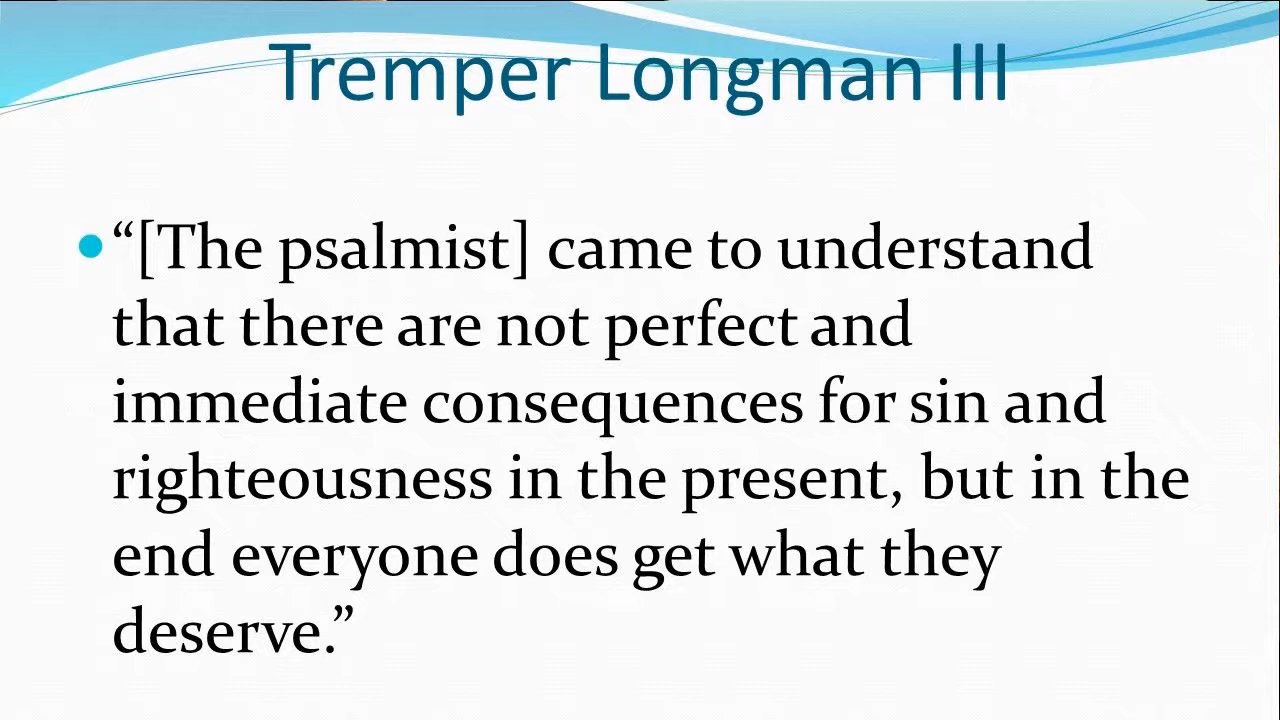 Tremper Longman III
“[The psalmist] came to understand
that there are not perfect and
immediate consequences for sin and
righteousness in the present, but in the
end everyone does get what they
deserve.”